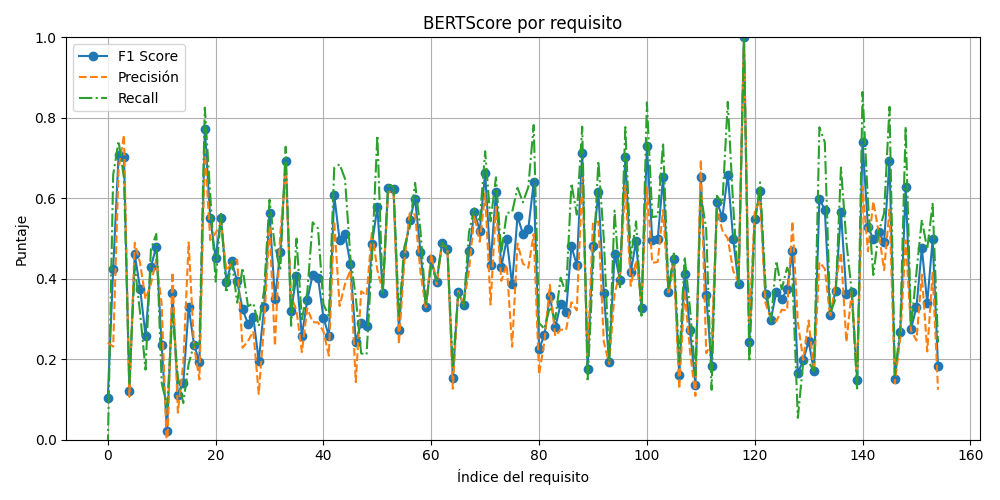 BERTScore por requisito
F1 Score
Precisión
Recall
Puntaje
1.0
0.8
0.6
0.4
0.2
0.0
0 20 40 60 80 100 120 140 160
Índice del requisito